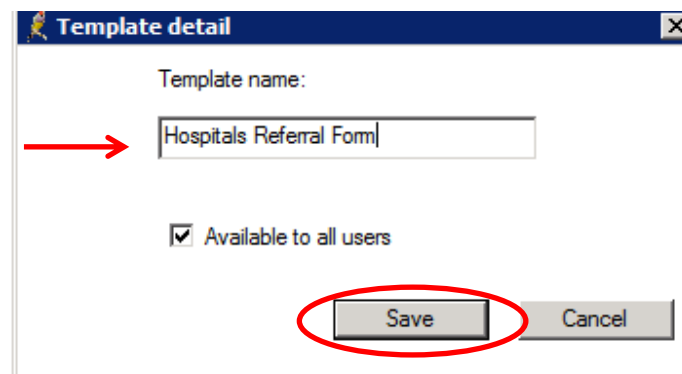 Template detail
Template name:
Hospitals Referral Form
Available to all users
Save Cancel